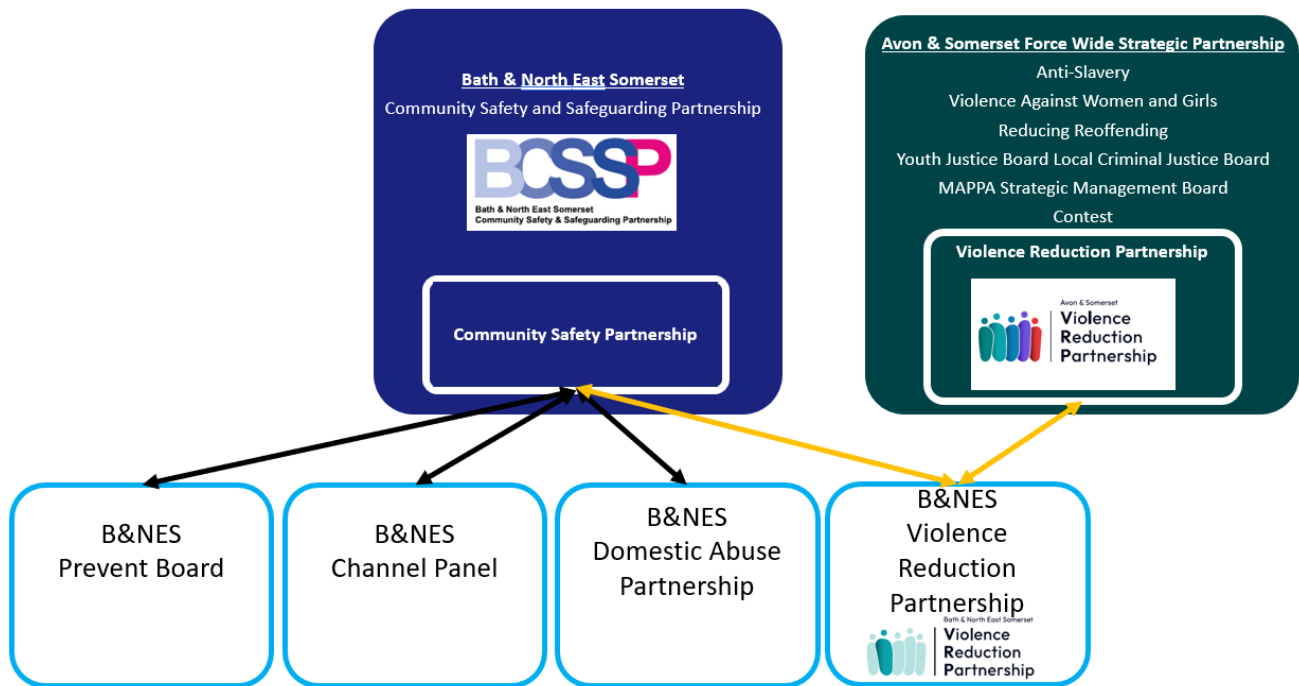 Bath & North East Somerset
Community Safety and Safeguarding Partnership
BCSSP
Bath & North East Somerset
Community Safety & Safeguarding Partnership
Community Safety Partnership
Avon & Somerset Force Wide Strategic Partnership
Anti-Slavery
Violence Against Women and Girls
Reducing Reoffending
Youth Justice Board Local Criminal Justice Board
MAPPA Strategic Management Board
Contest
Violence Reduction Partnership
Avon & Somerset
Violence
Reduction
Partnership
B&NES
Prevent Board
B&NES
Channel Panel
B&NES
Domestic Abuse
Partnership
B&NES
Violence
Reduction
Partnership
Bath & North East Somerset
Violence
Reduction
Partnership